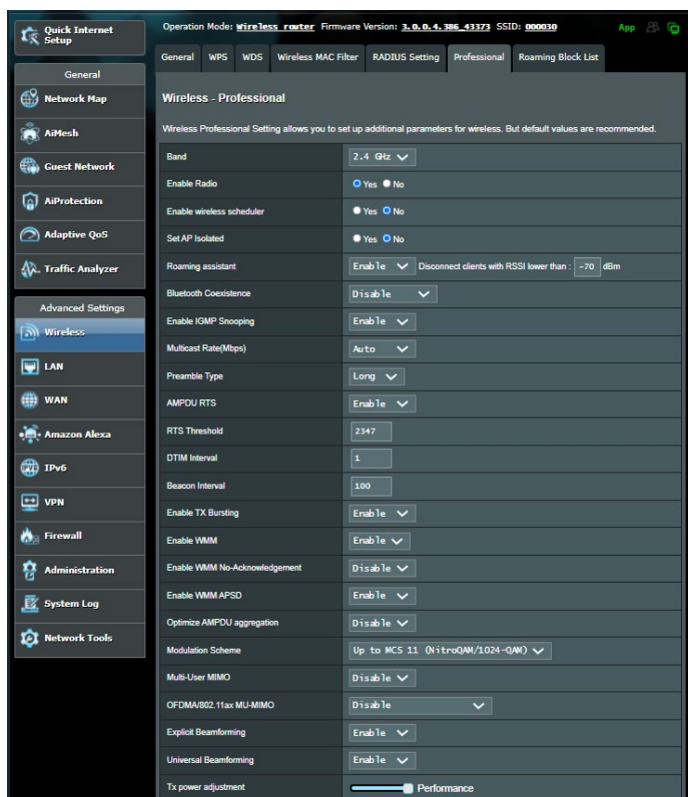 Quick Internet
Setup
General
Network Map
AiMesh
Guest Network
AiProtection
Adaptive QoS
Traffic Analyzer
Advanced Settings
Wireless
LAN
WAN
Amazon Alexa
IPv6
VPN
Firewall
Administration
System Log
Network Tools
Operation Mode: Wireless router Firmware Version: 3.0.0.4.386_43373 SSID: 000030 App
General WPS WDS Wireless MAC Filter RADIUS Setting Professional Roaming Block List
Wireless - Professional
Wireless Professional Setting allows you to set up additional parameters for wireless. But default values are recommended.
Band 2.4 GHz
Enable Radio Yes No
Enable wireless scheduler Yes No
Set AP Isolated Yes No
Roaming assistant Enable Disconnect clients with RSSI lower than : -70 dBm
Bluetooth Coexistence Disable
Enable IGMP Snooping Enable
Multicast Rate(Mbps) Auto
Preamble Type Long
AMPDU RTS Enable
RTS Threshold 2347
DTIM Interval 1
Beacon Interval 100
Enable TX Bursting Enable
Enable WMM Enable
Enable WMM No-Acknowledgement Disable
Enable WMM APSD Enable
Optimize AMPDU aggregation Disable
Modulation Scheme Up to MCS 11 (NitroQAM/1024-QAM)
Multi-User MIMO Disable
OFDMA/802.11ax MU-MIMO Disable
Explicit Beamforming Enable
Universal Beamforming Enable
Tx power adjustment Performance